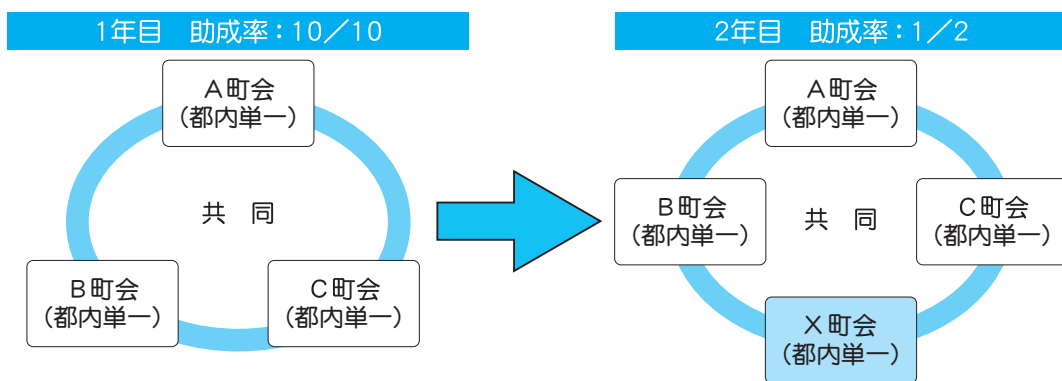 1年目 助成率:10/10
A町会
(都内単一)
共 同
B町会
(都内単一)
C町会
(都内単一)
2年目 助成率:1/2
A町会
(都内単一)
B町会
(都内単一)
共 同
C町会
(都内単一)
X町会
(都内単一)